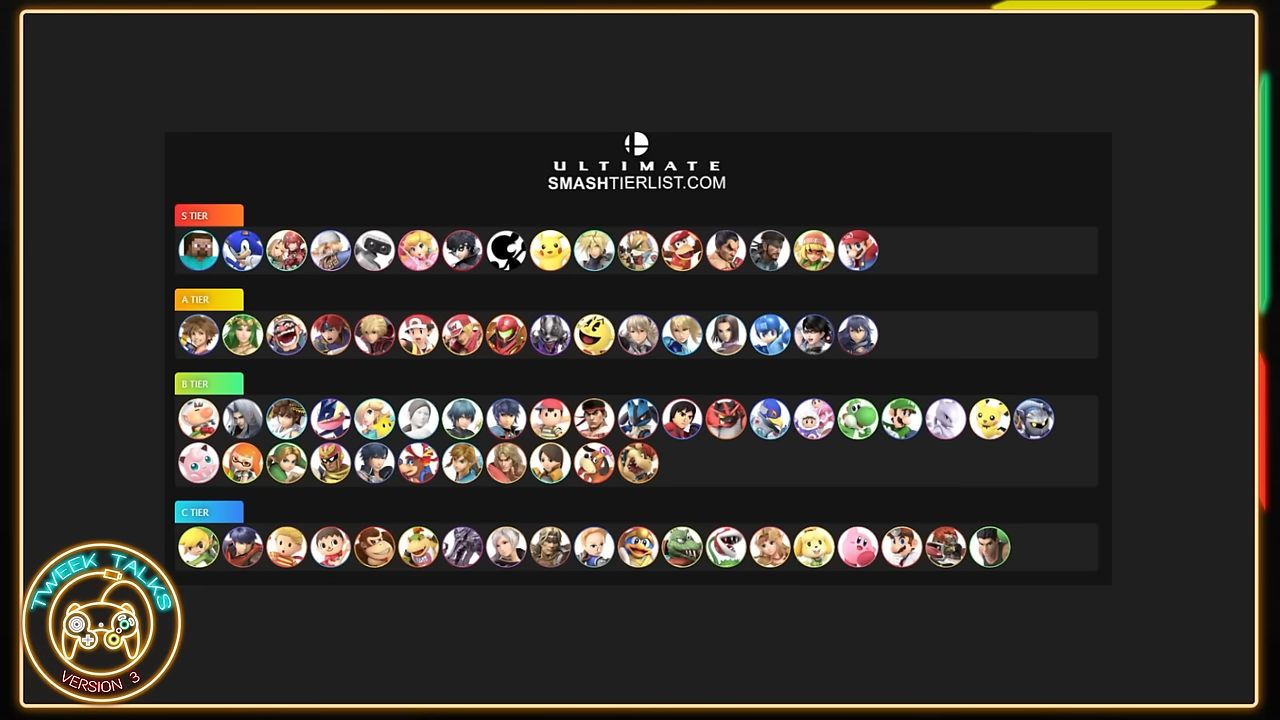 ULTIMATE
SMASHTIERLIST.COM
S TIER
A TIER
B TIER
C TIER
TWEEK TALKS
VERSION 3